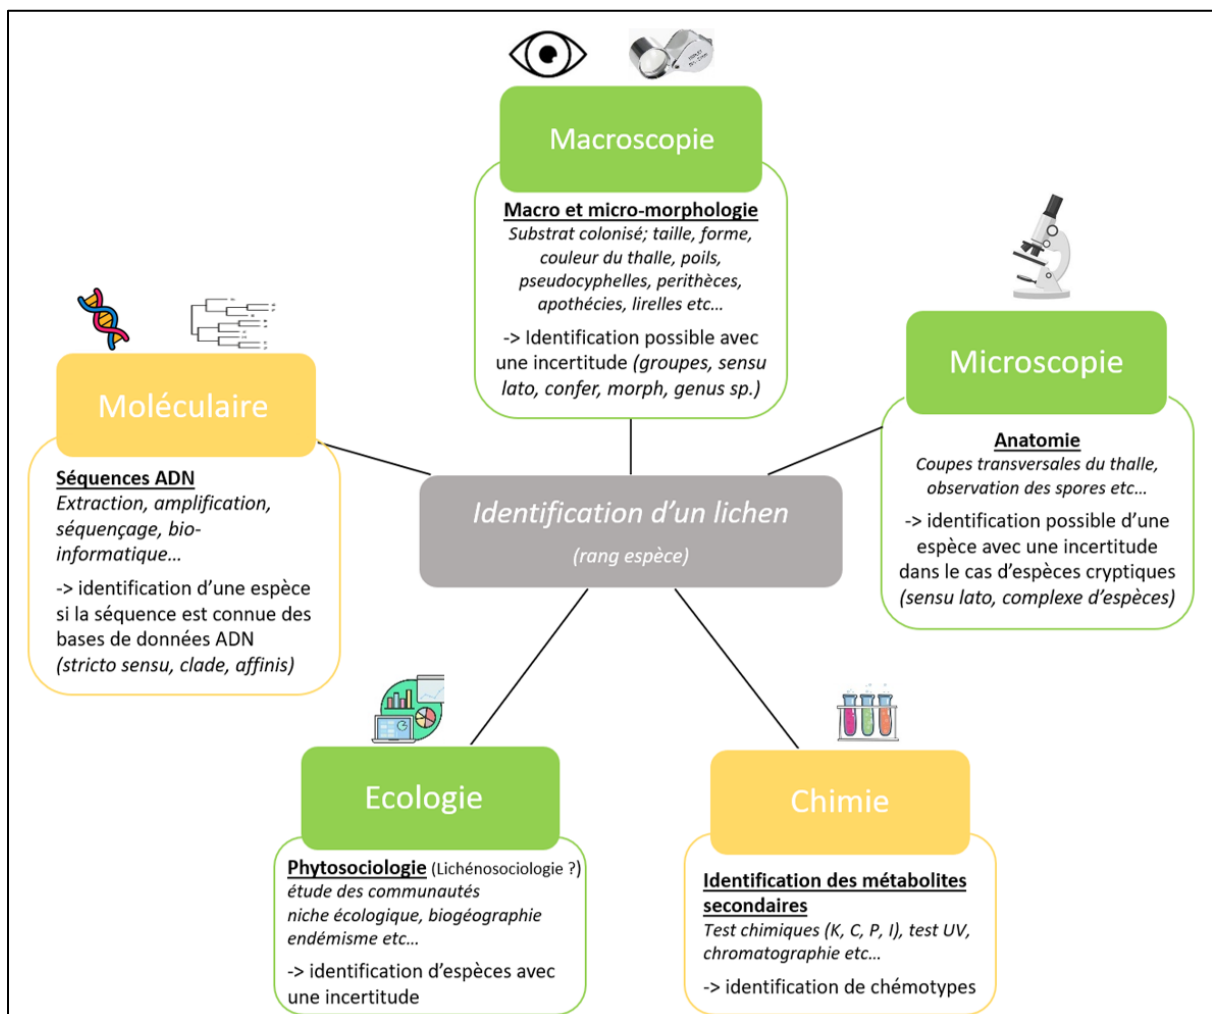 Macroscopie
Macro et micro-morphologie
Substrat colonisé; taille, forme,
couleur du thalle, poils,
pseudocyphelles, perithèces,
apothécies, lirelles etc...
-> Identification possible avec
une incertitude (groupes, sensu
lato, confer, morph, genus sp.)
Microscopie
Anatomie
Coupes transversales du thalle,
observation des spores etc...
-> identification possible d'une
espèce avec une incertitude
dans le cas d'espèces cryptiques
(sensu lato, complexe d'espèces)
Moléculaire
Séquences ADN
Extraction, amplification,
séquençage, bio-
informatique...
-> identification d'une espèce
si la séquence est connue des
bases de données ADN
(stricto sensu, clade, affinis)
Identification d'un lichen
(rang espèce)
Ecologie
Phytosociologie (Lichénosociologie ?)
étude des communautés
niche écologique, biogéographie
endémisme etc...
-> identification d'espèces avec
une incertitude
Chimie
Identification des métabolites
secondaires
Test chimiques (K, C, P, I), test UV,
chromatographie etc...
-> identification de chémotypes